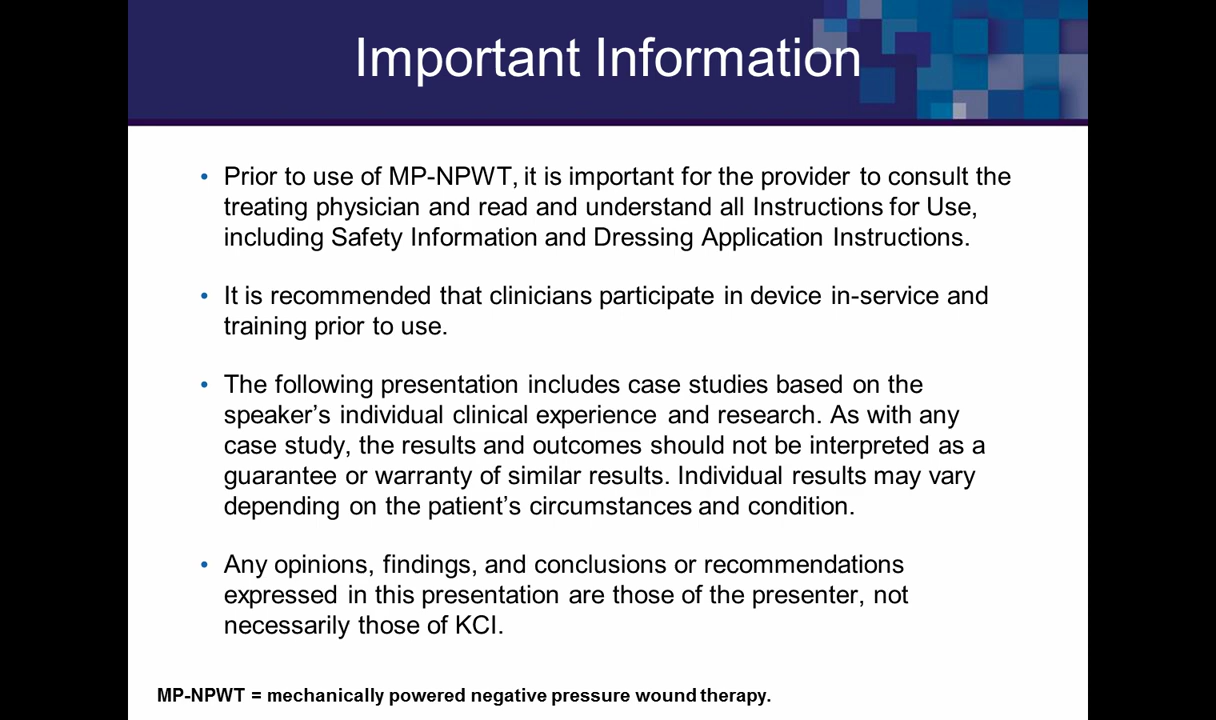 Important Information
• Prior to use of MP-NPWT, it is important for the provider to consult the
treating physician and read and understand all Instructions for Use,
including Safety Information and Dressing Application Instructions.
• It is recommended that clinicians participate in device in-service and
training prior to use.
• The following presentation includes case studies based on the
speaker’s individual clinical experience and research. As with any
case study, the results and outcomes should not be interpreted as a
guarantee or warranty of similar results. Individual results may vary
depending on the patient’s circumstances and condition.
• Any opinions, findings, and conclusions or recommendations
expressed in this presentation are those of the presenter, not
necessarily those of KCI.
MP-NPWT = mechanically powered negative pressure wound therapy.